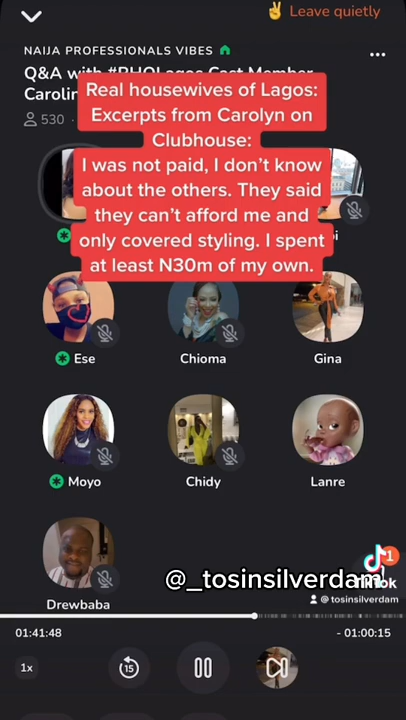 Leave quietly
NAIJA PROFESSIONALS VIBES
Q&A with #RHOLagos Cast Member
Real housewives of Lagos:
Excerpts from Carolyn on
Clubhouse:
I was not paid, I don't know
about the others. They said
they can't afford me and
only covered styling. I spent
at least N30m of my own.
530
Ese
Chioma
Gina
Moyo
Chidy
Lanre
Drewbaba
@_tosinsilverdam
TikTok
@ tosinsilverdam
1
01:41:48
- 01:00:15
1x
15